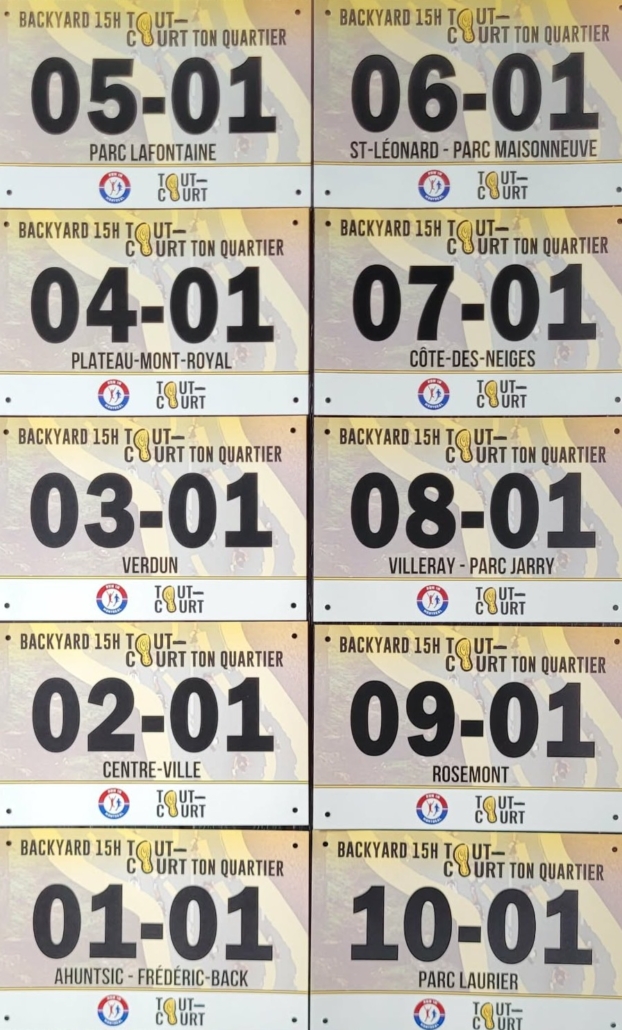 BACKYARD 15H TOUT-
COURT TON QUARTIER
05-01
PARC LAFONTAINE
TOUT-
COURT
BACKYARD 15H TOUT-
COURT TON QUARTIER
06-01
ST-LÉONARD - PARC MAISONNEUVE
TOUT-
COURT
BACKYARD 15H TOUT-
COURT TON QUARTIER
04-01
PLATEAU-MONT-ROYAL
TOUT-
COURT
BACKYARD 15H TOUT-
COURT TON QUARTIER
07-01
CÔTE-DES-NEIGES
TOUT-
COURT
BACKYARD 15H TOUT-
COURT TON QUARTIER
03-01
VERDUN
TOUT-
COURT
BACKYARD 15H TOUT-
COURT TON QUARTIER
08-01
VILLERAY - PARC JARRY
TOUT-
COURT
BACKYARD 15H TOUT-
COURT TON QUARTIER
02-01
CENTRE-VILLE
TOUT-
COURT
BACKYARD 15H TOUT-
COURT TON QUARTIER
09-01
ROSEMONT
TOUT-
COURT
BACKYARD 15H TOUT-
COURT TON QUARTIER
01-01
AHUNTSIC - FRÉDÉRIC-BACK
TOUT-
COURT
BACKYARD 15H TOUT-
COURT TON QUARTIER
10-01
PARC LAURIER
TOUT-
COURT